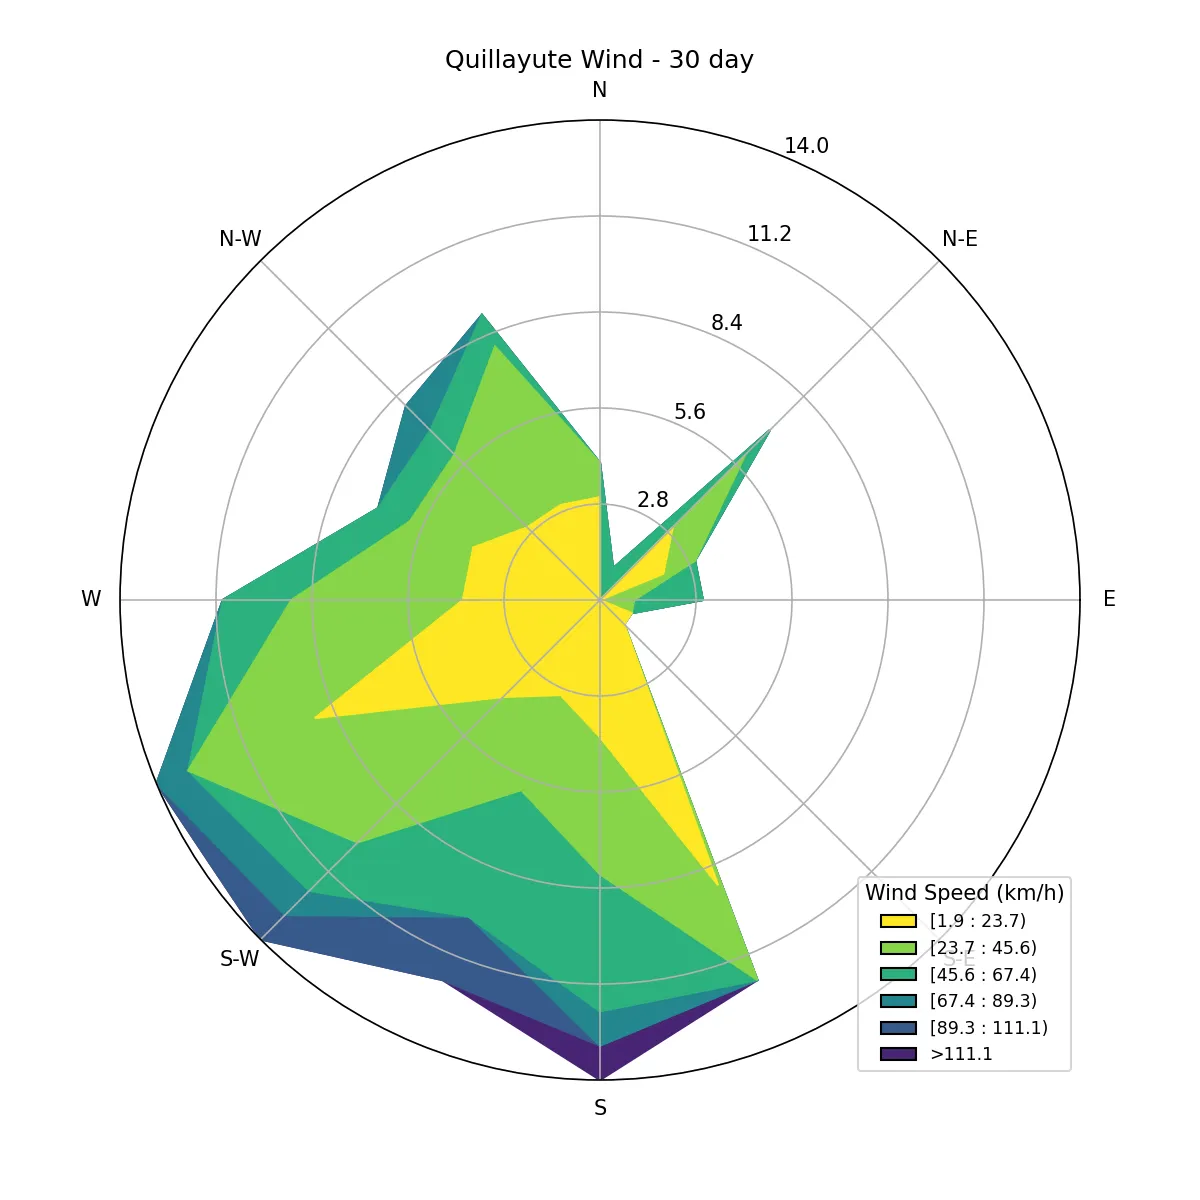 Quillayute Wind - 30 day
N
14.0
11.2
N-W
N-E
8.4
5.6
2.8
W
E
Wind Speed (km/h)
[1.9 : 23.7)
[23.7 : 45.6)
S-W
S-E
[45.6 : 67.4)
[67.4 : 89.3)
[89.3 : 111.1)
>111.1
S